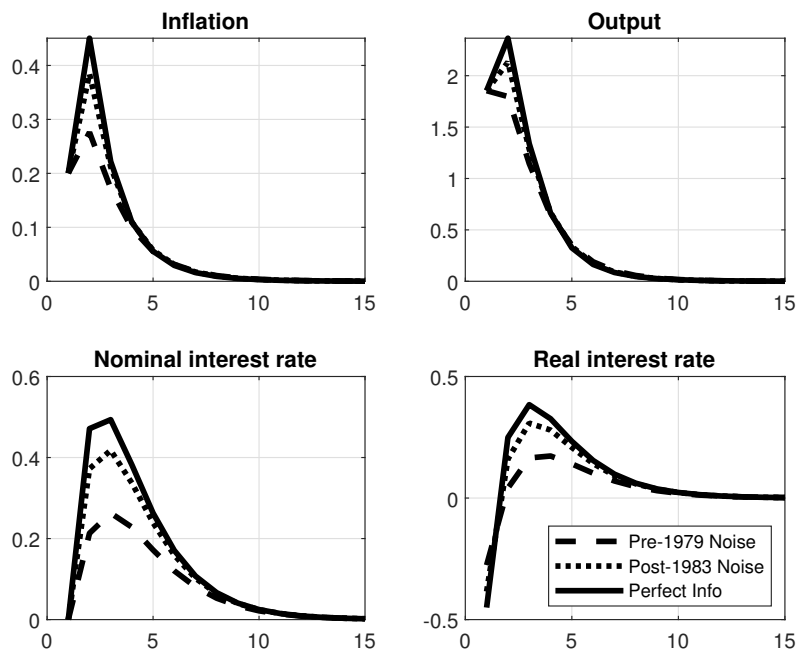 Inflation
0.4
0.3
0.2
0.1
0
0 5 10 15
Output
2
1.5
1
0.5
0
0 5 10 15
Nominal interest rate
0.6
0.4
0.2
0
0 5 10 15
Real interest rate
0.5
0
-0.5
0 5 10 15
Pre-1979 Noise
Post-1983 Noise
Perfect Info